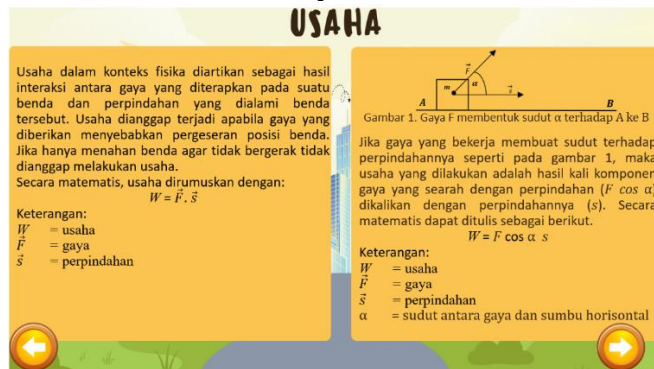 USAHA
Usaha dalam konteks fisika diartikan sebagai hasil
interaksi antara gaya yang diterapkan pada suatu
benda dan perpindahan yang dialami benda
tersebut. Usaha dianggap terjadi apabila gaya yang
diberikan menyebabkan pergeseran posisi benda.
Jika hanya menahan benda agar tidak bergerak tidak
dianggap melakukan usaha.
Secara matematis, usaha dirumuskan dengan:
W = F⃗. s⃗
Keterangan:
W = usaha
F⃗ = gaya
s⃗ = perpindahan
F⃗
m α s⃗
A B
Gambar 1. Gaya F membentuk sudut α terhadap A ke B
Jika gaya yang bekerja membuat sudut terhadap
perpindahannya seperti pada gambar 1, maka
usaha yang dilakukan adalah hasil kali komponen
gaya yang searah dengan perpindahan (F cos α)
dikalikan dengan perpindahannya (s). Secara
matematis dapat ditulis sebagai berikut.
W = F cos α s
Keterangan:
W = usaha
F⃗ = gaya
s⃗ = perpindahan
α = sudut antara gaya dan sumbu horisontal